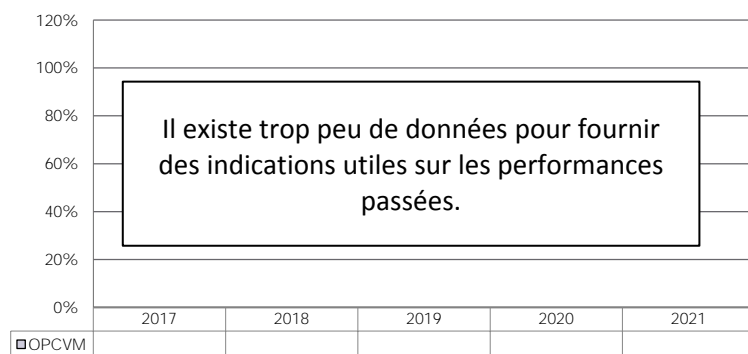 120%
100%
80%
60%
40%
20%
0%
Il existe trop peu de données pour fournir
des indications utiles sur les performances
passées.
2017 2018 2019 2020 2021
OPCVM